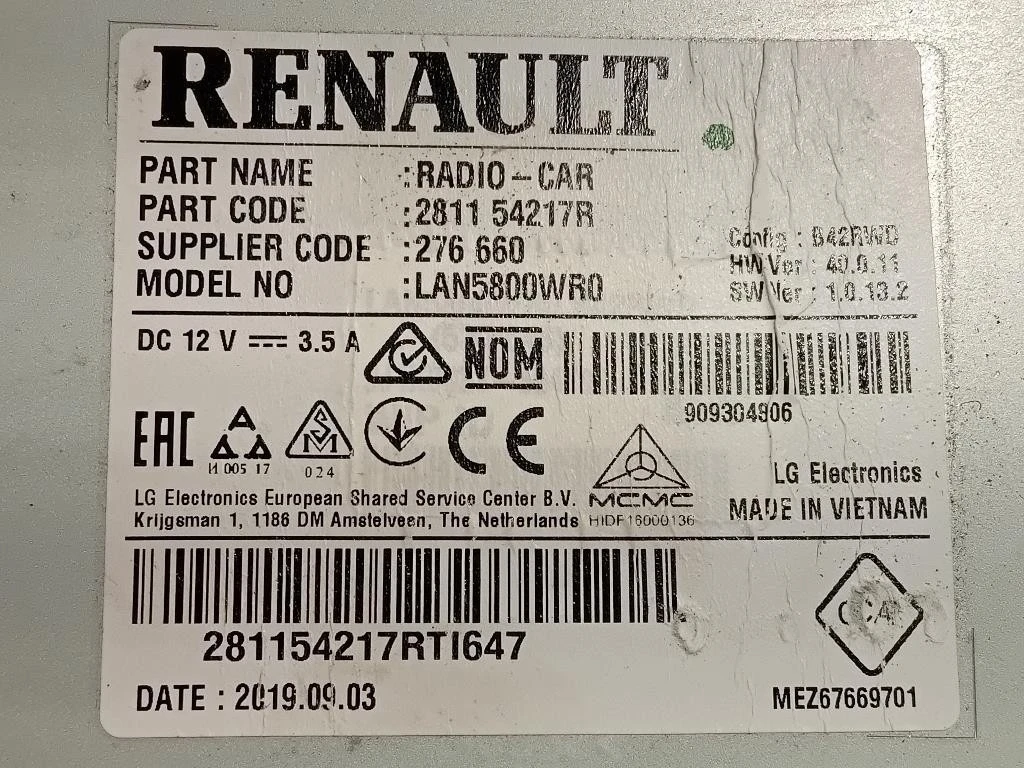 RENAULT
PART NAME :RADIO-CAR
PART CODE :2811 54217R
SUPPLIER CODE :276 660
MODEL NO :LAN5800WR0
Config : B42RWD
HW Ver : 40.0.11
SW Ver : 1.0.13.2
DC 12 V 3.5 A
NOM
909304806
EAC
И 005 17
024
CE
MCMC
HIDF16000136
LG Electronics European Shared Service Center B.V.
Krijgsman 1, 1186 DM Amstelveen, The Netherlands
LG Electronics
MADE IN VIETNAM
281154217RTI647
DATE : 2019.09.03
MEZ67669701